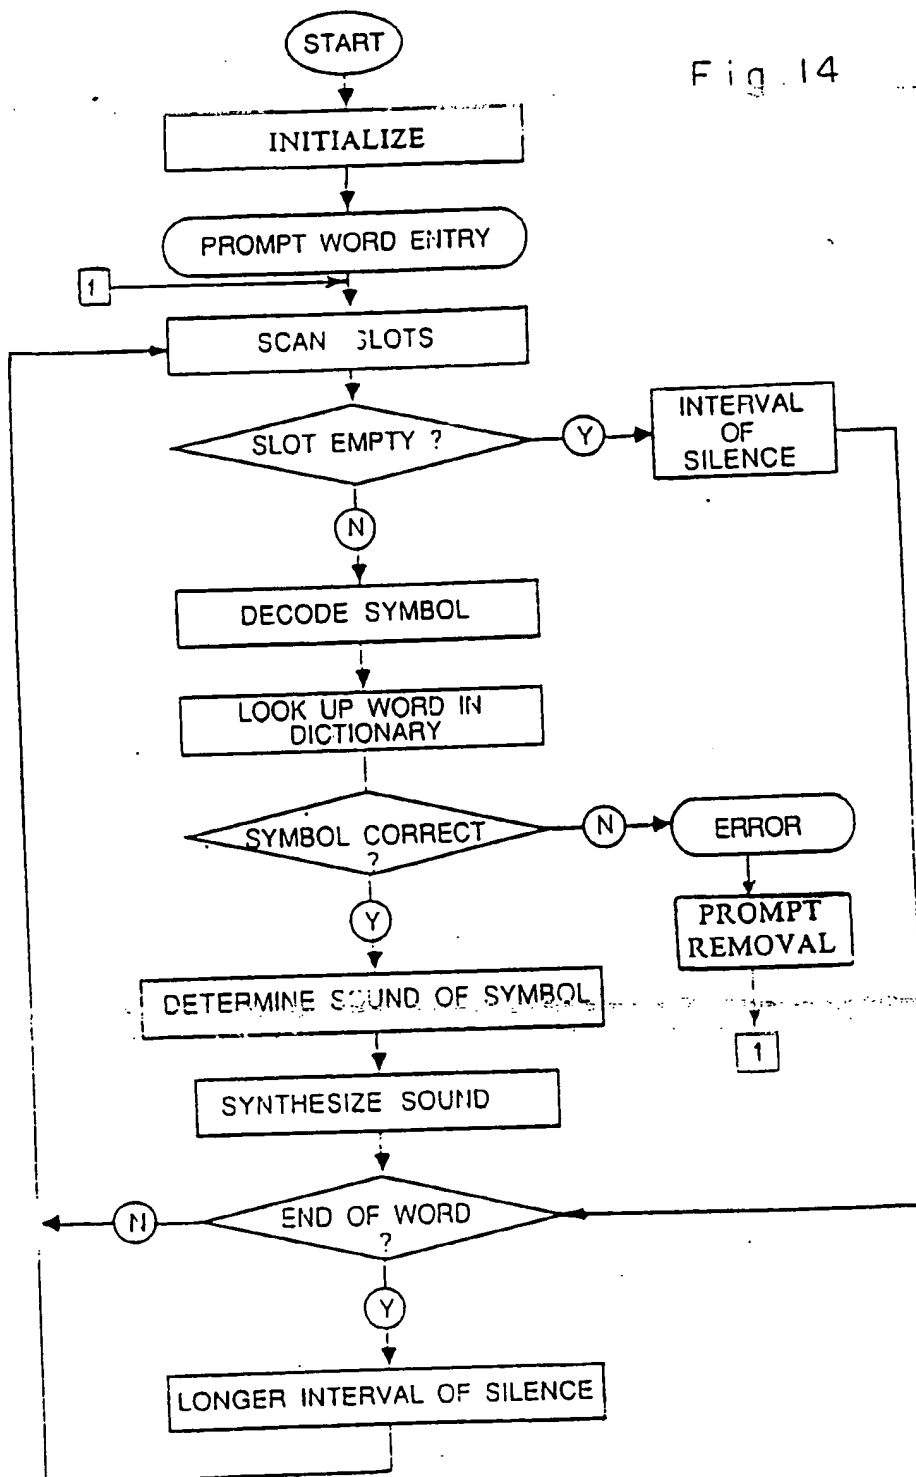 START
Fig. 14
INITIALIZE
PROMPT WORD ENTRY
1
SCAN SLOTS
SLOT EMPTY ?
Y
INTERVAL
OF
SILENCE
N
DECODE SYMBOL
LOOK UP WORD IN
DICTIONARY
SYMBOL CORRECT
?
N
ERROR
Y
PROMPT
REMOVAL
DETERMINE SOUND OF SYMBOL
1
SYNTHESIZE SOUND
END OF WORD
?
N
Y
LONGER INTERVAL OF SILENCE